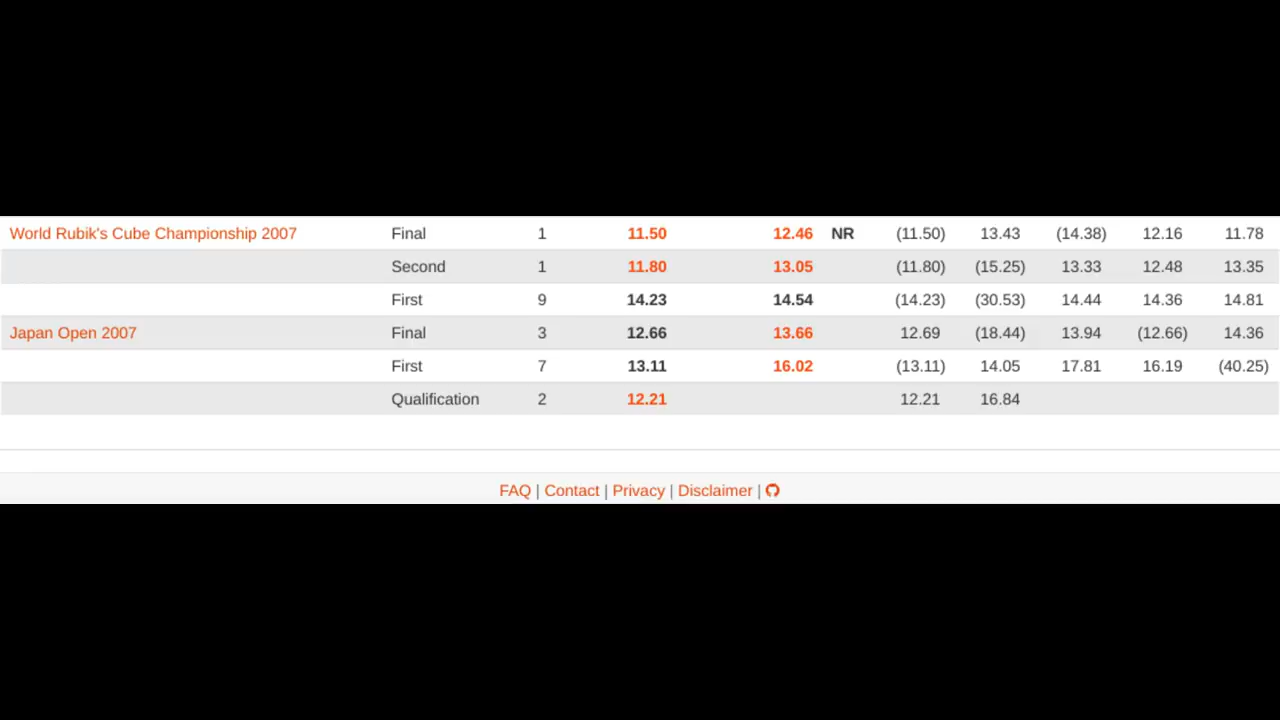 World Rubik's Cube Championship 2007 Final 1 11.50 12.46 NR (11.50) 13.43 (14.38) 12.16 11.78
Second 1 11.80 13.05 (11.80) (15.25) 13.33 12.48 13.35
First 9 14.23 14.54 (14.23) (30.53) 14.44 14.36 14.81
Japan Open 2007 Final 3 12.66 13.66 12.69 (18.44) 13.94 (12.66) 14.36
First 7 13.11 16.02 (13.11) 14.05 17.81 16.19 (40.25)
Qualification 2 12.21 12.21 16.84
FAQ | Contact | Privacy | Disclaimer |